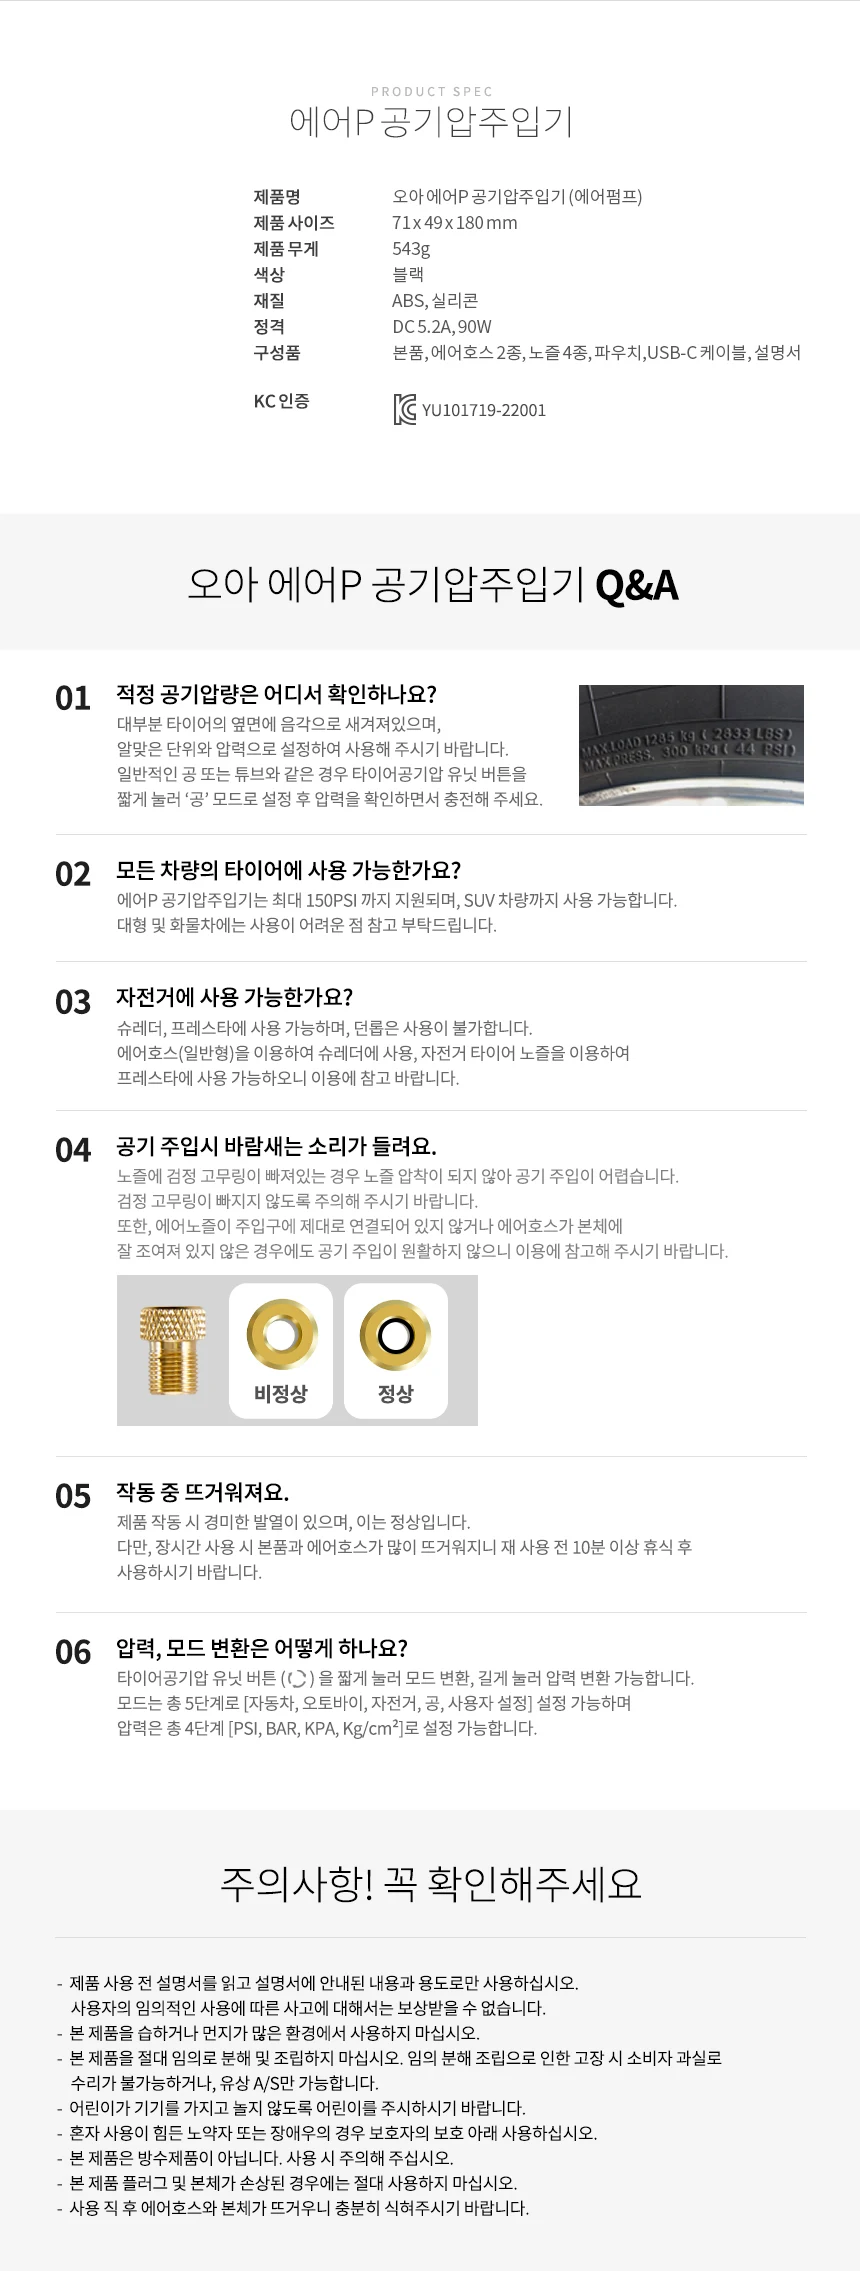 PRODUCT SPEC
에어P 공기압주입기
제품명 오아 에어P 공기압주입기 (에어펌프)
제품 사이즈 71 x 49 x 180 mm
제품 무게 543g
색상 블랙
재질 ABS, 실리콘
정격 DC 5.2A, 90W
구성품 본품, 에어호스 2종, 노즐 4종, 파우치,USB-C 케이블, 설명서
KC 인증 YU101719-22001
오아 에어P 공기압주입기 Q&A
01 적정 공기압량은 어디서 확인하나요?
대부분 타이어의 옆면에 음각으로 새겨져있으며,
알맞은 단위와 압력으로 설정하여 사용해 주시기 바랍니다.
일반적인 공 또는 튜브와 같은 경우 타이어공기압 유닛 버튼을
짧게 눌러 ‘공’ 모드로 설정 후 압력을 확인하면서 충전해 주세요.
MAX.LOAD 1285 kg ( 2833 LBS)
MAX.PRESS. 300 kPa ( 44 PSI)
02 모든 차량의 타이어에 사용 가능한가요?
에어P 공기압주입기는 최대 150PSI 까지 지원되며, SUV 차량까지 사용 가능합니다.
대형 및 화물차에는 사용이 어려운 점 참고 부탁드립니다.
03 자전거에 사용 가능한가요?
슈레더, 프레스타에 사용 가능하며, 던롭은 사용이 불가합니다.
에어호스(일반형)을 이용하여 슈레더에 사용, 자전거 타이어 노즐을 이용하여
프레스타에 사용 가능하오니 이용에 참고 바랍니다.
04 공기 주입시 바람새는 소리가 들려요.
노즐에 검정 고무링이 빠져있는 경우 노즐 압착이 되지 않아 공기 주입이 어렵습니다.
검정 고무링이 빠지지 않도록 주의해 주시기 바랍니다.
또한, 에어노즐이 주입구에 제대로 연결되어 있지 않거나 에어호스가 본체에
잘 조여져 있지 않은 경우에도 공기 주입이 원활하지 않으니 이용에 참고해 주시기 바랍니다.
비정상 정상
05 작동 중 뜨거워져요.
제품 작동 시 경미한 발열이 있으며, 이는 정상입니다.
다만, 장시간 사용 시 본품과 에어호스가 많이 뜨거워지니 재 사용 전 10분 이상 휴식 후
사용하시기 바랍니다.
06 압력, 모드 변환은 어떻게 하나요?
타이어공기압 유닛 버튼 ( ) 을 짧게 눌러 모드 변환, 길게 눌러 압력 변환 가능합니다.
모드는 총 5단계로 [자동차, 오토바이, 자전거, 공, 사용자 설정] 설정 가능하며
압력은 총 4단계 [PSI, BAR, KPA, Kg/cm²]로 설정 가능합니다.
주의사항! 꼭 확인해주세요
- 제품 사용 전 설명서를 읽고 설명서에 안내된 내용과 용도로만 사용하십시오.
사용자의 임의적인 사용에 따른 사고에 대해서는 보상받을 수 없습니다.
- 본 제품을 습하거나 먼지가 많은 환경에서 사용하지 마십시오.
- 본 제품을 절대 임의로 분해 및 조립하지 마십시오. 임의 분해 조립으로 인한 고장 시 소비자 과실로
수리가 불가능하거나, 유상 A/S만 가능합니다.
- 어린이가 기기를 가지고 놀지 않도록 어린이를 주시하시기 바랍니다.
- 혼자 사용이 힘든 노약자 또는 장애우의 경우 보호자의 보호 아래 사용하십시오.
- 본 제품은 방수제품이 아닙니다. 사용 시 주의해 주십시오.
- 본 제품 플러그 및 본체가 손상된 경우에는 절대 사용하지 마십시오.
- 사용 직 후 에어호스와 본체가 뜨거우니 충분히 식혀주시기 바랍니다.